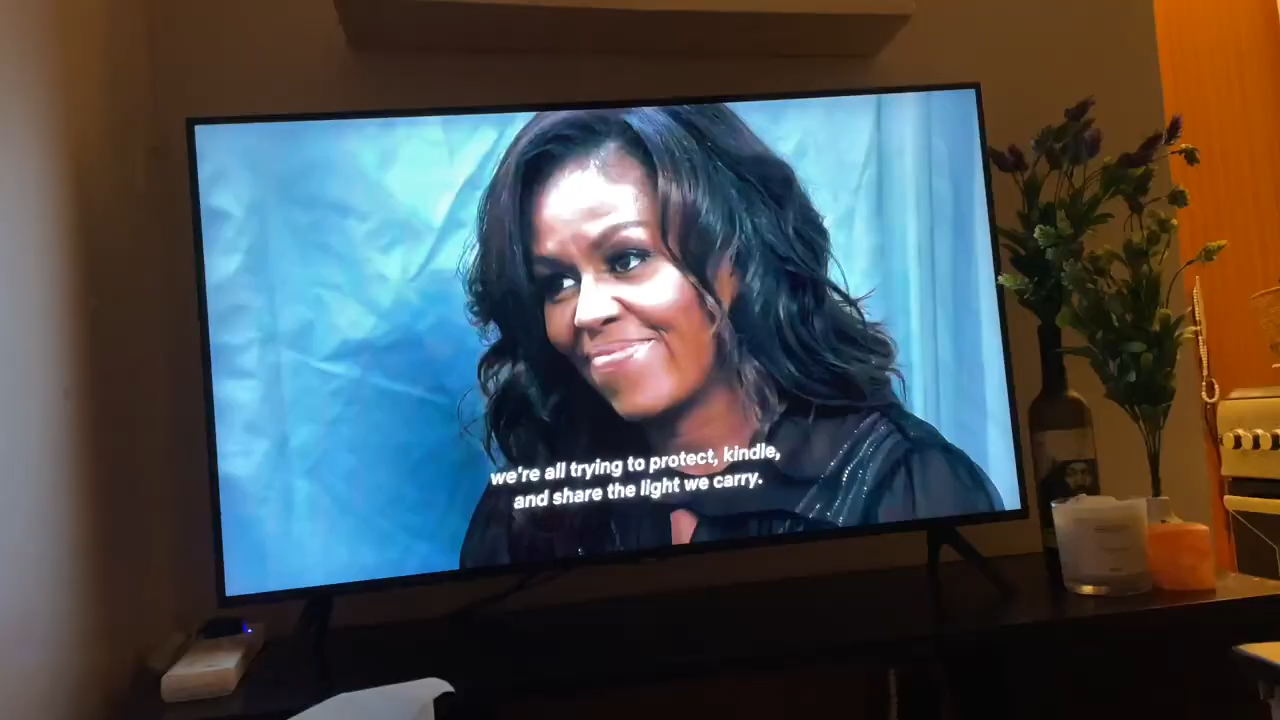 we're all trying to protect, kindle,
and share the light we carry.